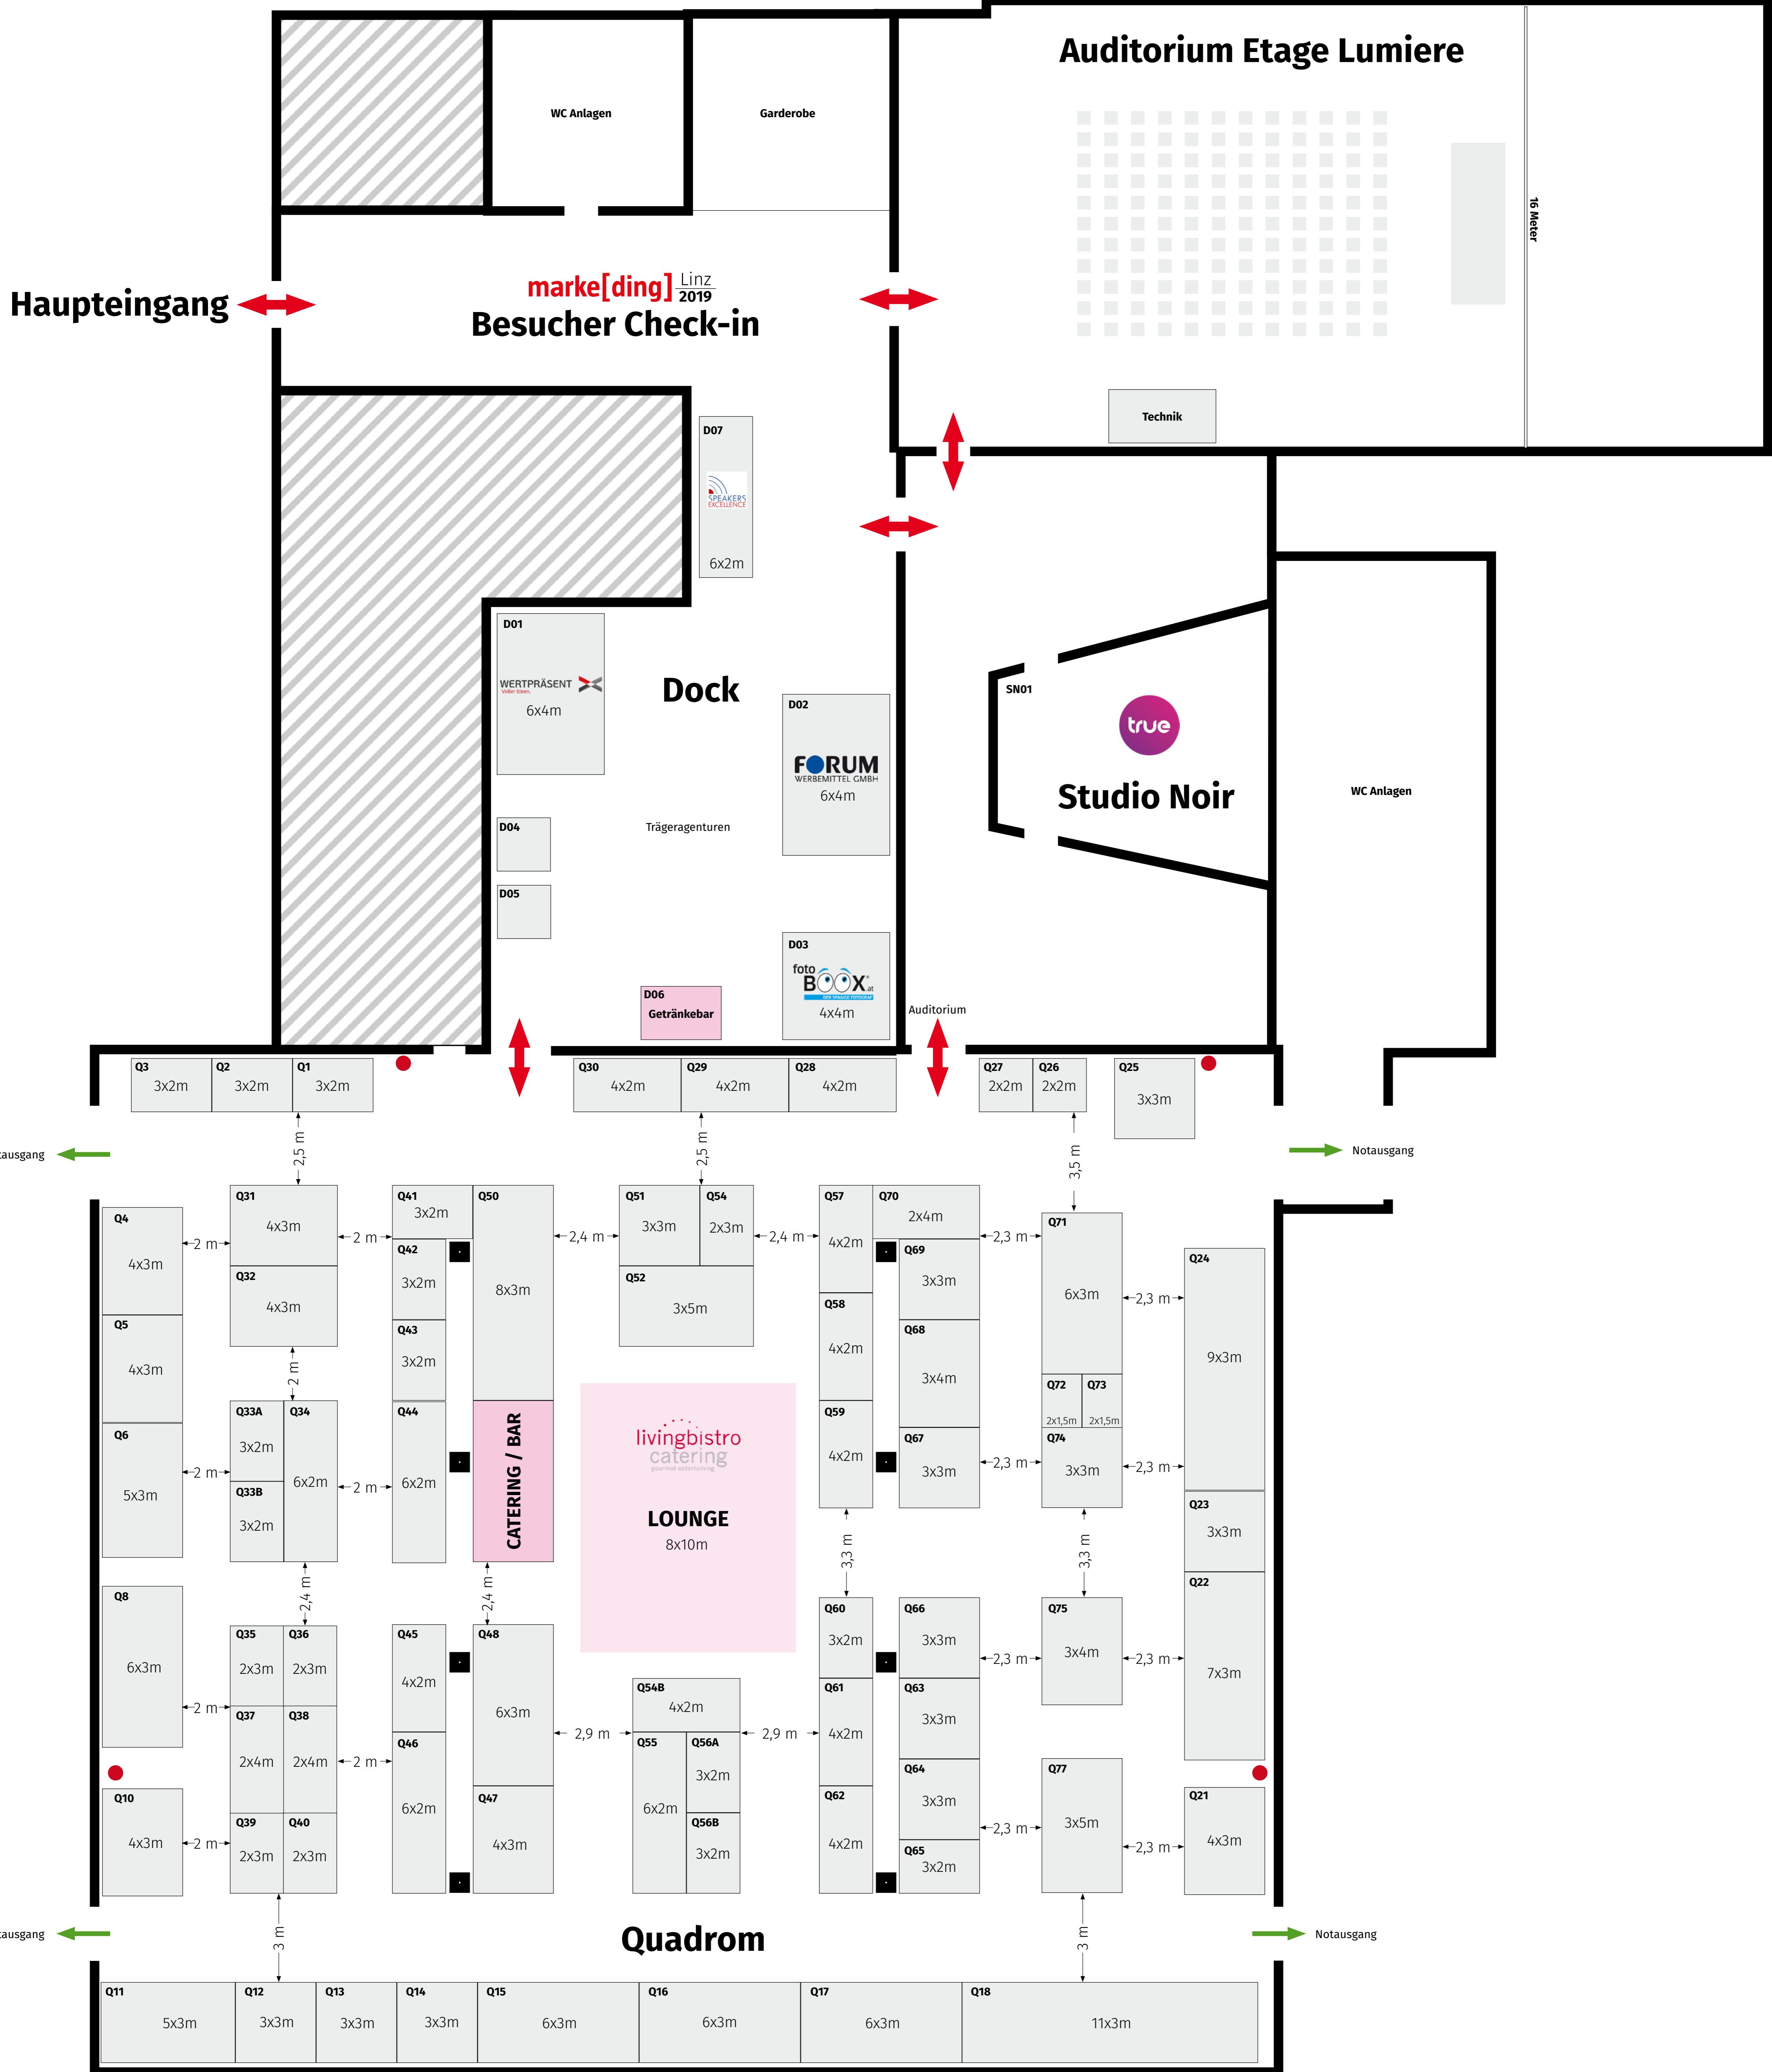 Auditorium Etage Lumiere
WC Anlagen
Garderobe
16 Meter
marke[ding] Linz
2019
Haupteingang
Besucher Check-in
Technik
D07
SPEAKERS
EXCELLENCE
6x2m
D01
WERTPRÄSENT
Voller Ideen.
6x4m
Dock
D02
FORUM
WERBEMITTEL GMBH
6x4m
SN01
true
Studio Noir
WC Anlagen
D04
Trägeragenturen
D05
D03
foto
BOOX.at
DER SPASSIGE FOTOGRAF
4x4m
D06
Getränkebar
Auditorium
Q3
3x2m
Q2
3x2m
Q1
3x2m
Q30
4x2m
Q29
4x2m
Q28
4x2m
Q27
2x2m
Q26
2x2m
Q25
3x3m
2,5 m
2,5 m
3,5 m
tausgang
Notausgang
Q4
4x3m
2 m
Q31
4x3m
2 m
Q41
3x2m
Q50
8x3m
2,4 m
Q51
3x3m
Q54
2x3m
2,4 m
Q57
4x2m
Q70
2x4m
2,3 m
Q71
6x3m
2,3 m
Q24
9x3m
Q32
4x3m
Q42
3x2m
Q52
3x5m
Q69
3x3m
Q5
4x3m
Q43
3x2m
Q58
4x2m
Q68
3x4m
2 m
Q72
2x1,5m
Q73
2x1,5m
Q6
5x3m
2 m
Q33A
3x2m
Q34
6x2m
2 m
Q44
6x2m
CATERING / BAR
livingbistro
catering
gourmet.entertainning
LOUNGE
8x10m
Q59
4x2m
Q67
3x3m
2,3 m
Q74
3x3m
2,3 m
Q33B
3x2m
Q23
3x3m
2,4 m
2,4 m
3,3 m
3,3 m
Q22
7x3m
Q8
6x3m
2 m
Q35
2x3m
Q36
2x3m
Q45
4x2m
Q48
6x3m
Q60
3x2m
Q66
3x3m
2,3 m
Q75
3x4m
2,3 m
Q37
2x4m
Q38
2x4m
2 m
Q46
6x2m
2,9 m
Q54B
4x2m
2,9 m
Q61
4x2m
Q63
3x3m
Q55
6x2m
Q56A
3x2m
Q64
3x3m
Q77
3x5m
Q10
4x3m
2 m
Q39
2x3m
Q40
2x3m
Q47
4x3m
Q56B
3x2m
Q62
4x2m
Q65
3x2m
2,3 m
2,3 m
Q21
4x3m
tausgang
3 m
Quadrom
3 m
Notausgang
Q11
5x3m
Q12
3x3m
Q13
3x3m
Q14
3x3m
Q15
6x3m
Q16
6x3m
Q17
6x3m
Q18
11x3m